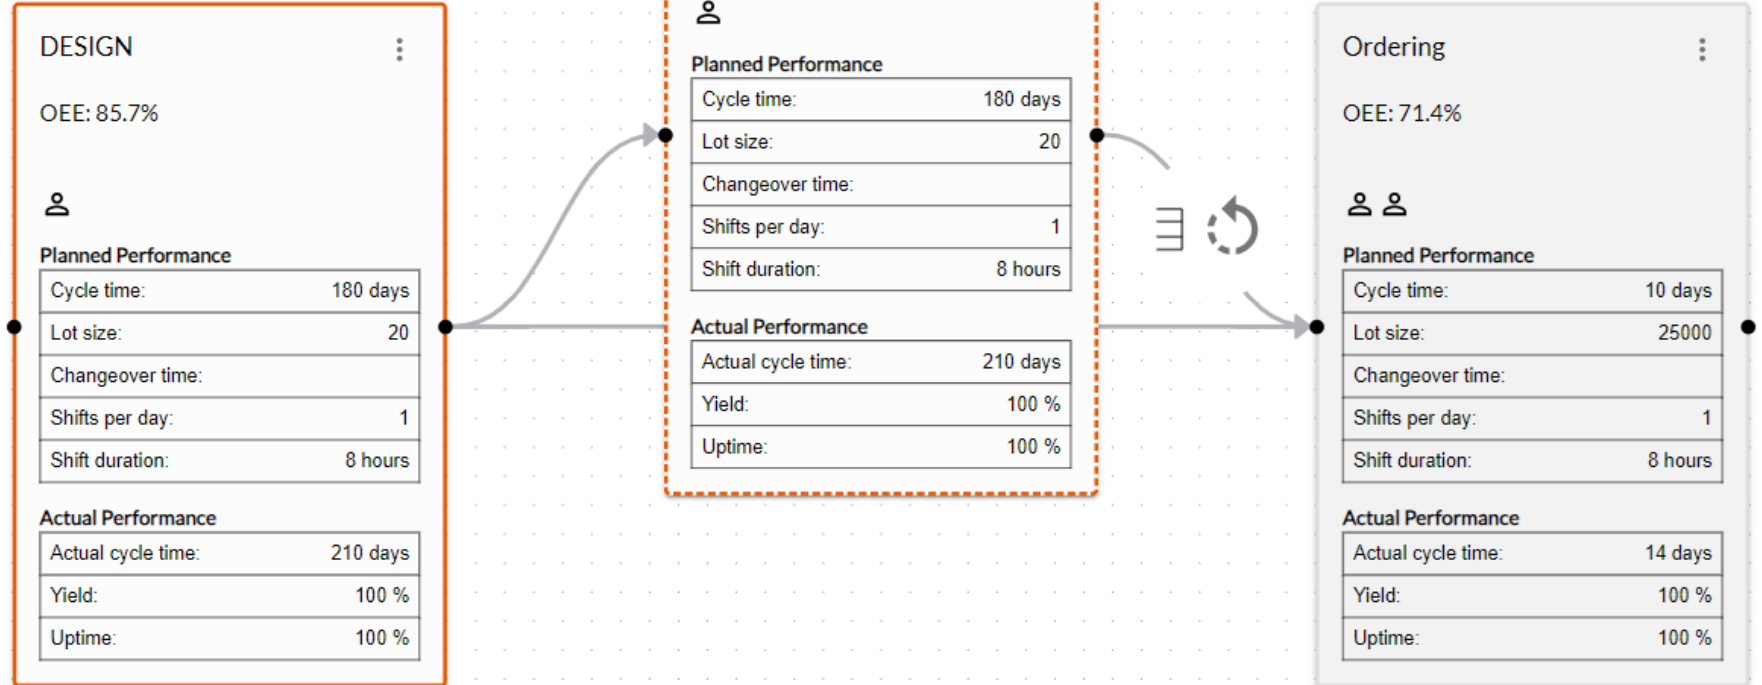 DESIGN
OEE: 85.7%
Planned Performance
Cycle time: 180 days
Lot size: 20
Changeover time:
Shifts per day: 1
Shift duration: 8 hours
Actual Performance
Actual cycle time: 210 days
Yield: 100 %
Uptime: 100 %
Planned Performance
Cycle time: 180 days
Lot size: 20
Changeover time:
Shifts per day: 1
Shift duration: 8 hours
Actual Performance
Actual cycle time: 210 days
Yield: 100 %
Uptime: 100 %
Ordering
OEE: 71.4%
Planned Performance
Cycle time: 10 days
Lot size: 25000
Changeover time:
Shifts per day: 1
Shift duration: 8 hours
Actual Performance
Actual cycle time: 14 days
Yield: 100 %
Uptime: 100 %